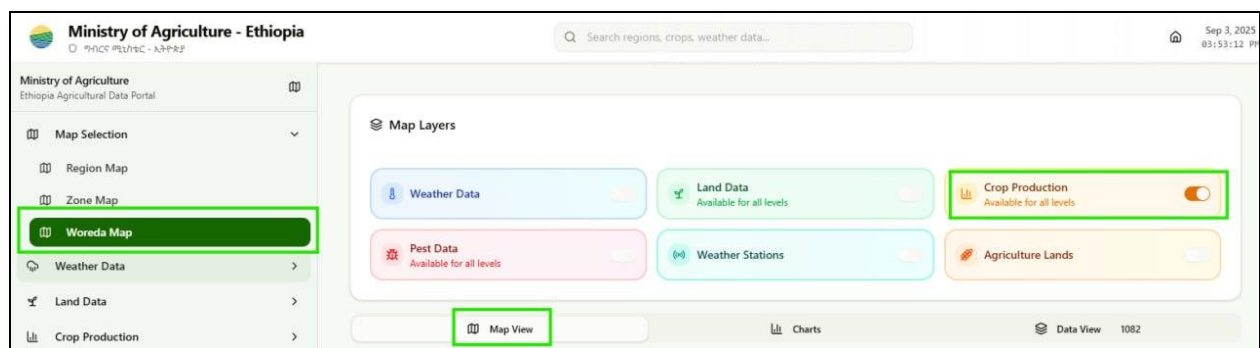 Ministry of Agriculture - Ethiopia
ግብርና ሚኒስቴር - ኢትዮጵያ
Search regions, crops, weather data...
Sep 3, 2025
03:53:12 PM
Ministry of Agriculture
Ethiopia Agricultural Data Portal
Map Selection
Region Map
Zone Map
Woreda Map
Weather Data
Land Data
Crop Production
Map Layers
Weather Data
Land Data
Available for all levels
Crop Production
Available for all levels
Pest Data
Available for all levels
Weather Stations
Agriculture Lands
Map View
Charts
Data View 1082